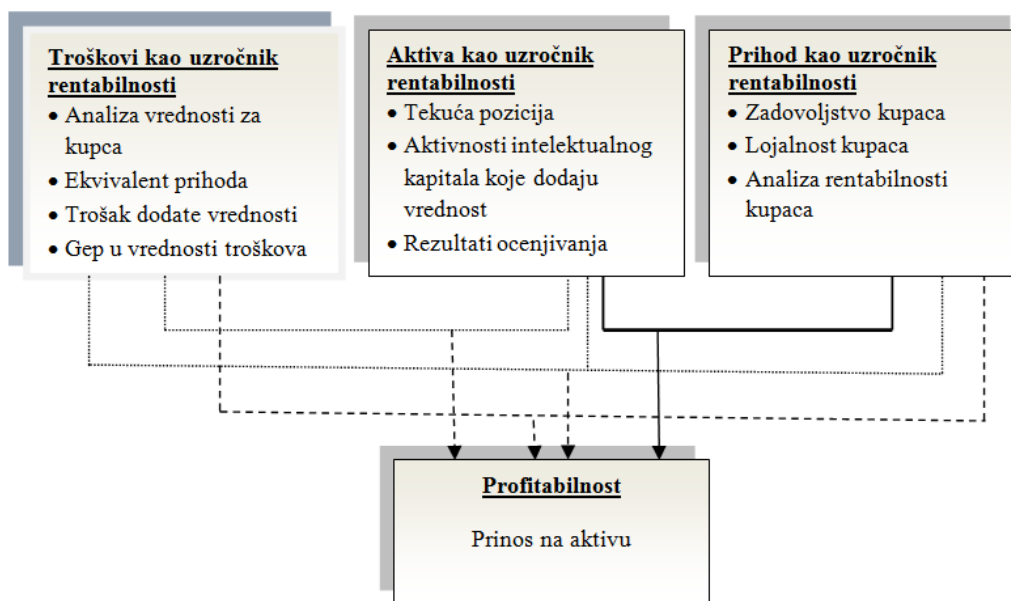 Troškovi kao uzročnik
rentabilnosti
• Analiza vrednosti za
kupca
• Ekvivalent prihoda
• Trošak dodate vrednosti
• Gep u vrednosti troškova
Aktiva kao uzročnik
rentabilnosti
• Tekuća pozicija
• Aktivnosti intelektualnog
kapitala koje dodaju
vrednost
• Rezultati ocenjivanja
Prihod kao uzročnik
rentabilnosti
• Zadovoljstvo kupaca
• Lojalnost kupaca
• Analiza rentabilnosti
kupaca
Profitabilnost
Prinos na aktivu